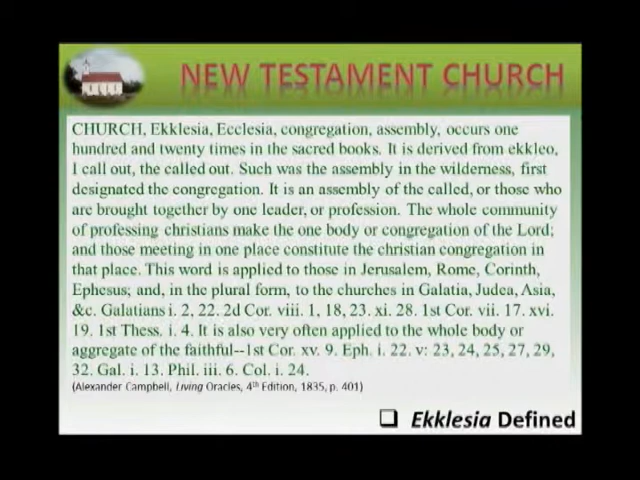 NEW TESTAMENT CHURCH
CHURCH, Ekklesia, Ecclesia, congregation, assembly, occurs one
hundred and twenty times in the sacred books. It is derived from ekkleo,
I call out, the called out. Such was the assembly in the wilderness, first
designated the congregation. It is an assembly of the called, or those who
are brought together by one leader, or profession. The whole community
of professing christians make the one body or congregation of the Lord;
and those meeting in one place constitute the christian congregation in
that place. This word is applied to those in Jerusalem, Rome, Corinth,
Ephesus; and, in the plural form, to the churches in Galatia, Judea, Asia,
&c. Galatians i. 2, 22. 2d Cor. viii. 1, 18, 23. xi. 28. 1st Cor. vii. 17. xvi.
19. 1st Thess. i. 4. It is also very often applied to the whole body or
aggregate of the faithful--1st Cor. xv. 9. Eph. i. 22. v: 23, 24, 25, 27, 29,
32. Gal. i. 13. Phil. iii. 6. Col. i. 24.
(Alexander Campbell, Living Oracles, 4th Edition, 1835, p. 401)
Ekklesia Defined